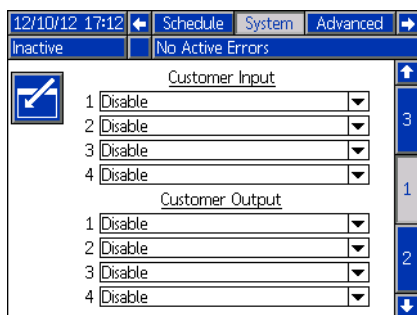 12/10/12 17:12 Schedule System Advanced
Inactive No Active Errors
Customer Input
1 Disable
2 Disable
3 Disable
4 Disable
Customer Output
1 Disable
2 Disable
3 Disable
4 Disable
3
1
2